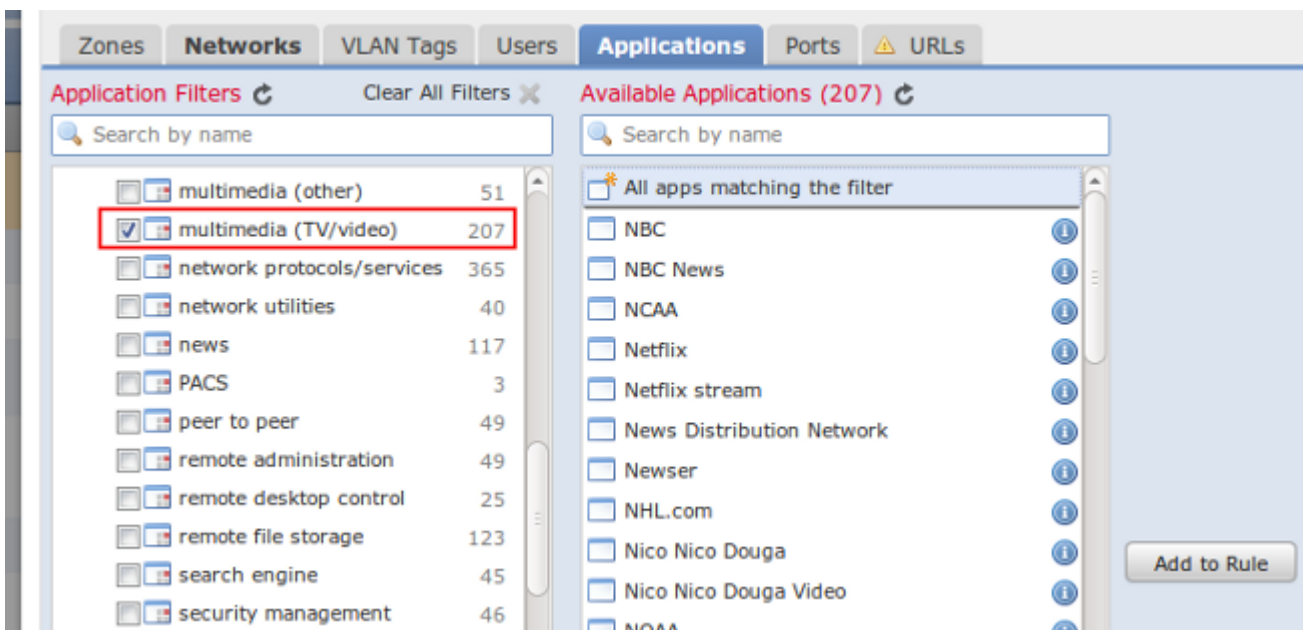 Zones Networks VLAN Tags Users Applications Ports URLs
Application Filters Clear All Filters
Search by name
multimedia (other) 51
multimedia (TV/video) 207
network protocols/services 365
network utilities 40
news 117
PACS 3
peer to peer 49
remote administration 49
remote desktop control 25
remote file storage 123
search engine 45
security management 46
Available Applications (207)
Search by name
All apps matching the filter
NBC
NBC News
NCAA
Netflix
Netflix stream
News Distribution Network
Newser
NHL.com
Nico Nico Douga
Nico Nico Douga Video
NOAA
Add to Rule